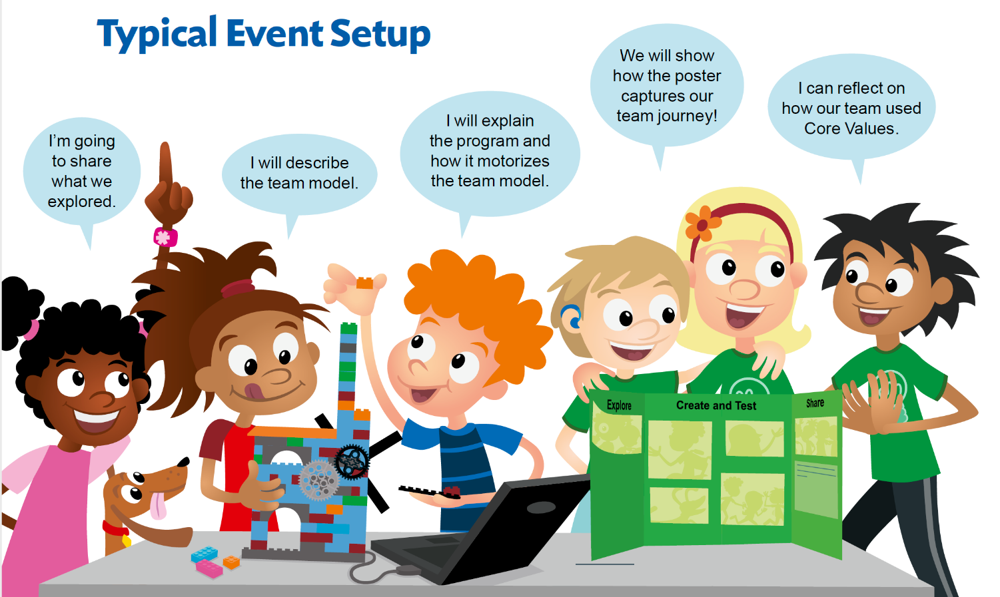 Typical Event Setup
I'm going
to share
what we
explored.
I will describe
the team model.
I will explain
the program and
how it motorizes
the team model.
We will show
how the poster
captures our
team journey!
I can reflect on
how our team used
Core Values.
Explore
Create and Test
Share